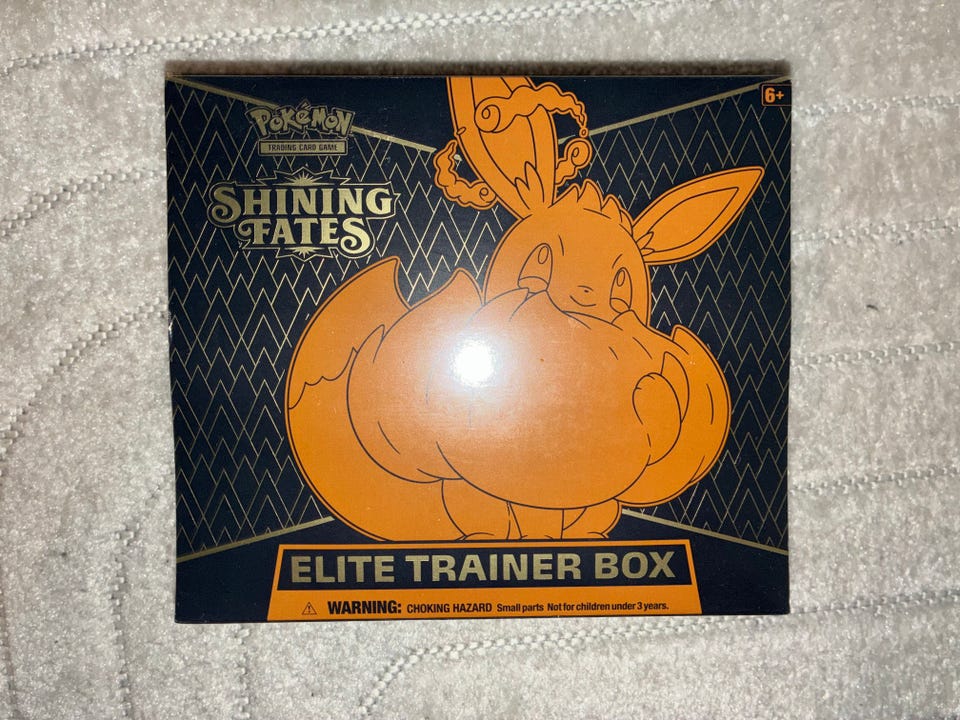 6+
POKéMON
TRADING CARD GAME
SHINING
FATES
ELITE TRAINER BOX
⚠ WARNING: CHOKING HAZARD Small parts Not for children under 3 years.